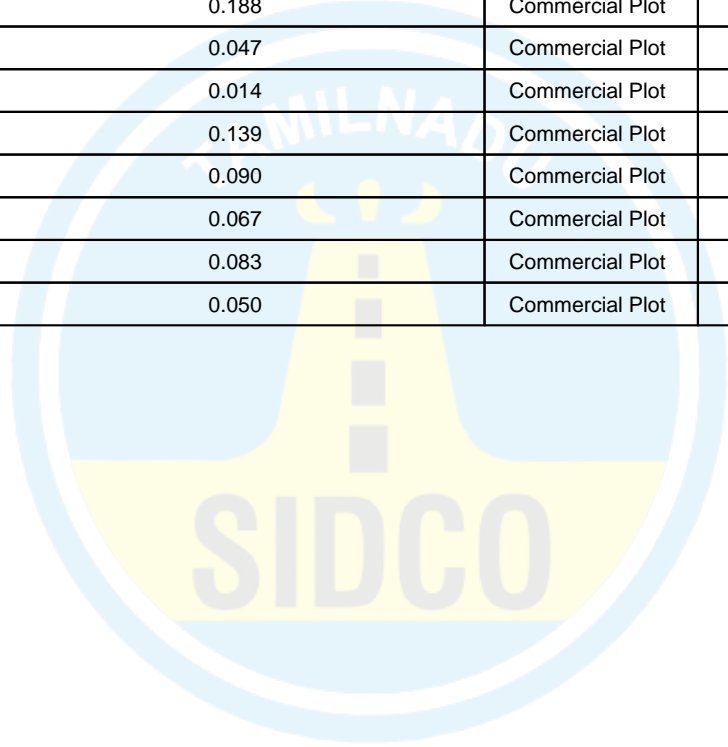 0.188 Commercial Plot
0.047 Commercial Plot
0.014 Commercial Plot
0.139 Commercial Plot
0.090 Commercial Plot
0.067 Commercial Plot
0.083 Commercial Plot
0.050 Commercial Plot
TAMILNADU
SIDCO